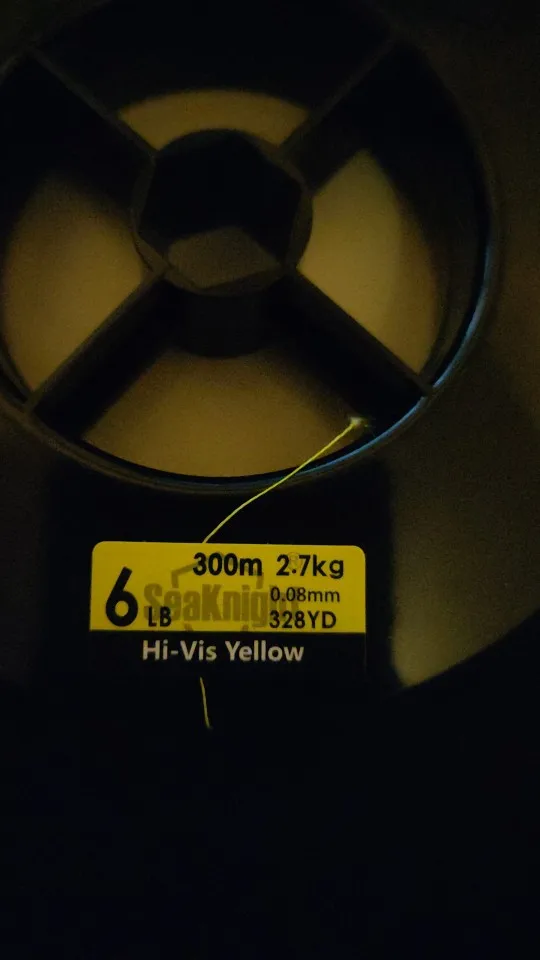 300m 2.7kg
SeaKnight
0.08mm
6 LB 328YD
Hi-Vis Yellow